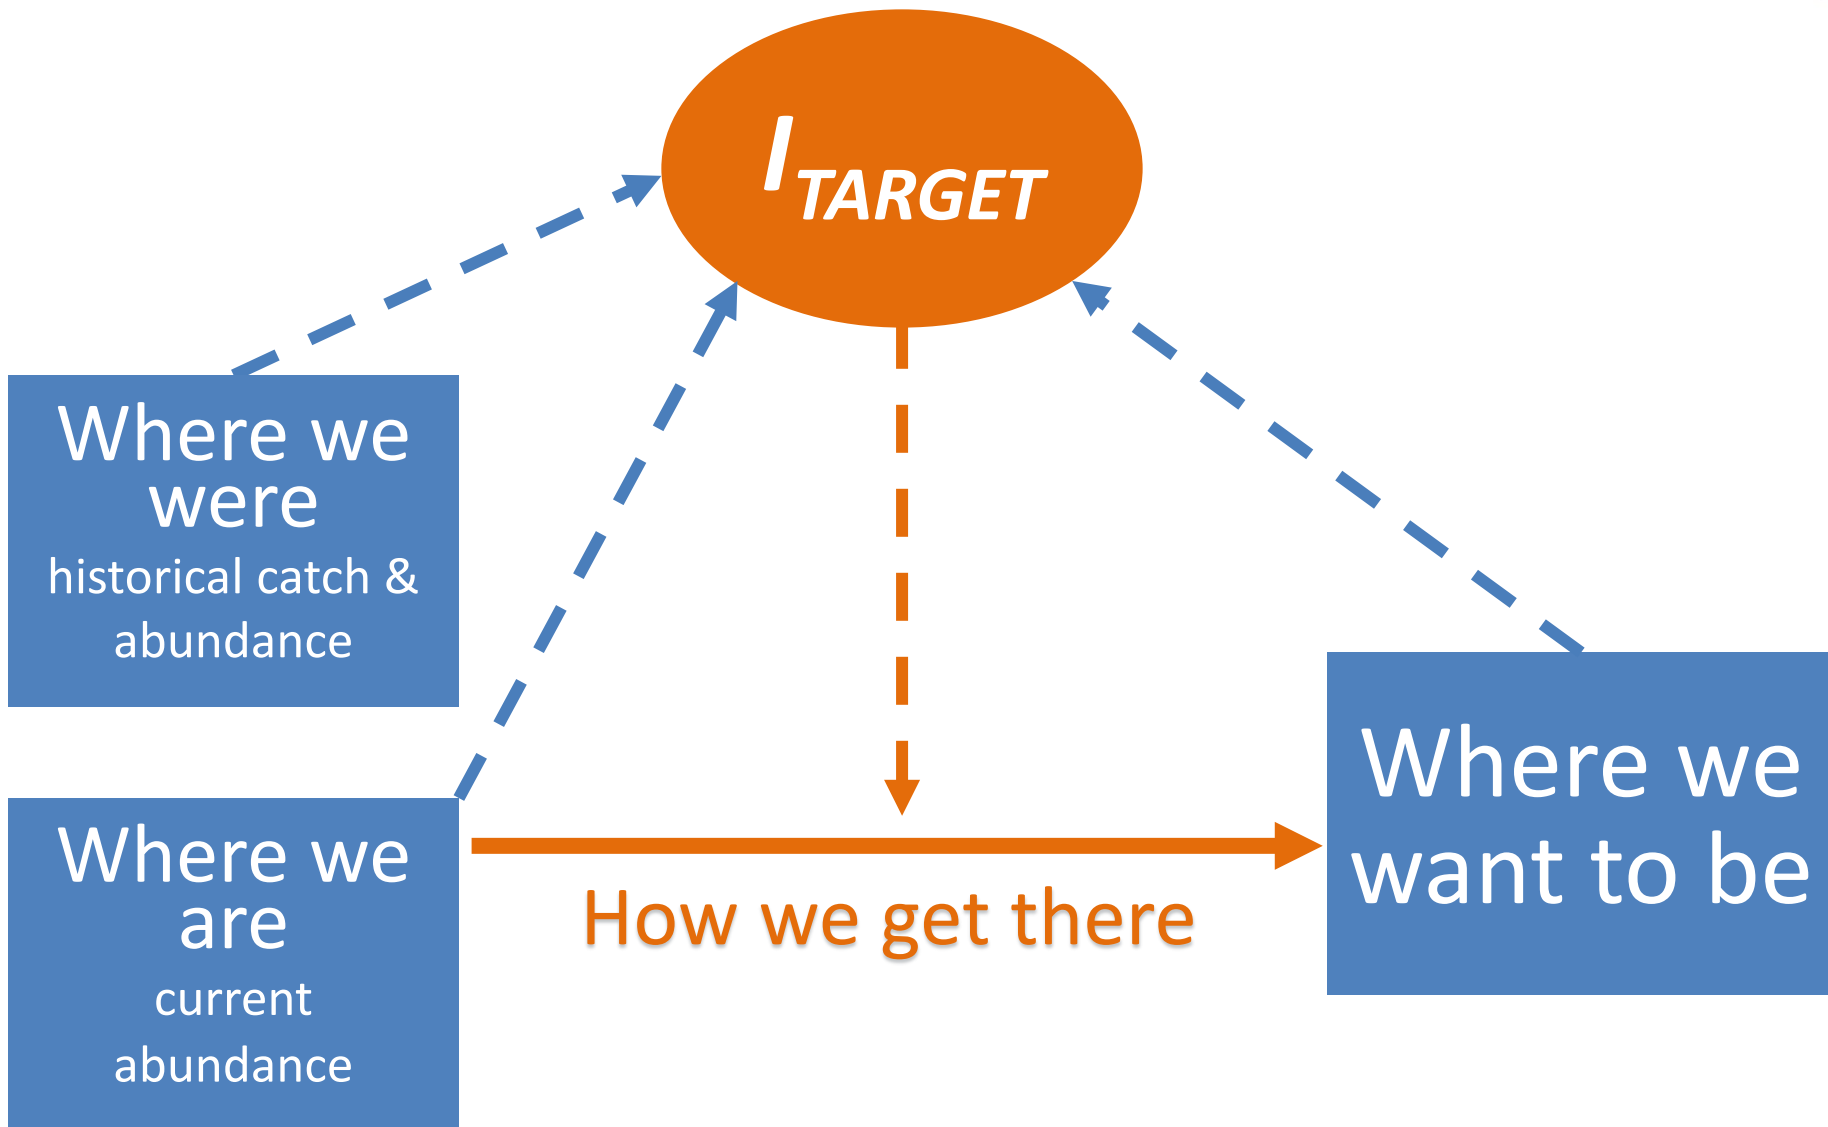 I TARGET
Where we
were
historical catch &
abundance
Where we
are
current
abundance
How we get there
Where we
want to be